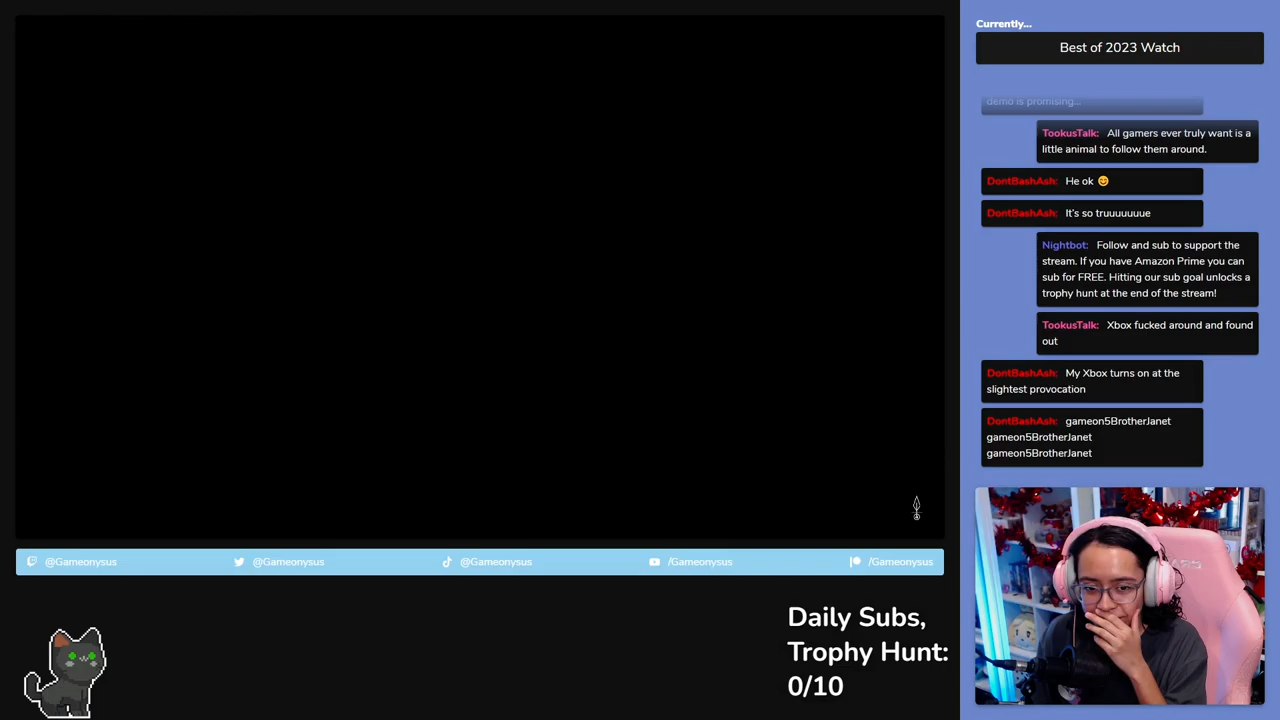 Currently...
Best of 2023 Watch
demo is promising...
TookusTalk: All gamers ever truly want is a
little animal to follow them around.
DontBashAsh: He ok 😊
DontBashAsh: It's so truuuuuuue
Nightbot: Follow and sub to support the
stream. If you have Amazon Prime you can
sub for FREE. Hitting our sub goal unlocks a
trophy hunt at the end of the stream!
TookusTalk: Xbox fucked around and found
out
DontBashAsh: My Xbox turns on at the
slightest provocation
DontBashAsh: gameon5BrotherJanet
gameon5BrotherJanet
gameon5BrotherJanet
@Gameonysus @Gameonysus @Gameonysus /Gameonysus /Gameonysus
Daily Subs,
Trophy Hunt:
0/10